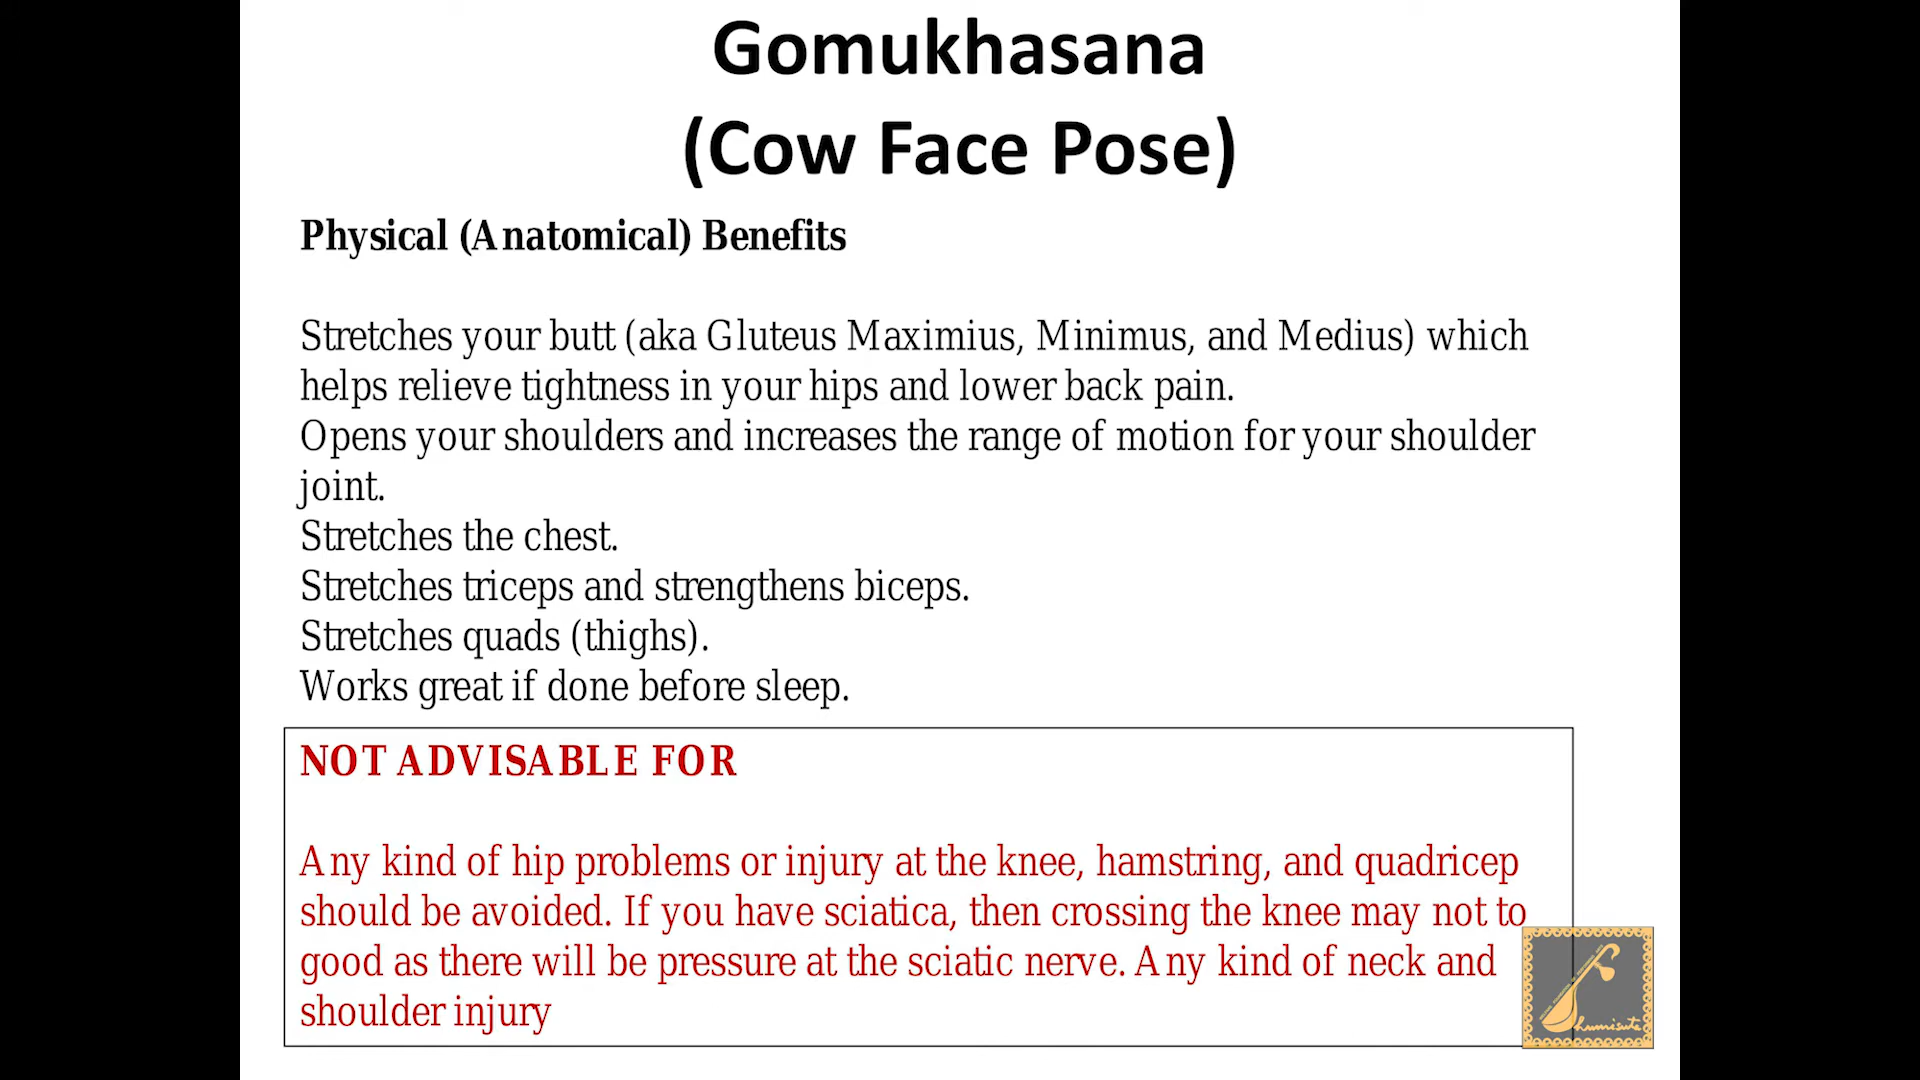 Gomukhasana
(Cow Face Pose)
Physical (Anatomical) Benefits
Stretches your butt (aka Gluteus Maximius, Minimus, and Medius) which
helps relieve tightness in your hips and lower back pain.
Opens your shoulders and increases the range of motion for your shoulder
joint.
Stretches the chest.
Stretches triceps and strengthens biceps.
Stretches quads (thighs).
Works great if done before sleep.
NOT ADVISABLE FOR
Any kind of hip problems or injury at the knee, hamstring, and quadricep
should be avoided. If you have sciatica, then crossing the knee may not to
good as there will be pressure at the sciatic nerve. Any kind of neck and
shoulder injury